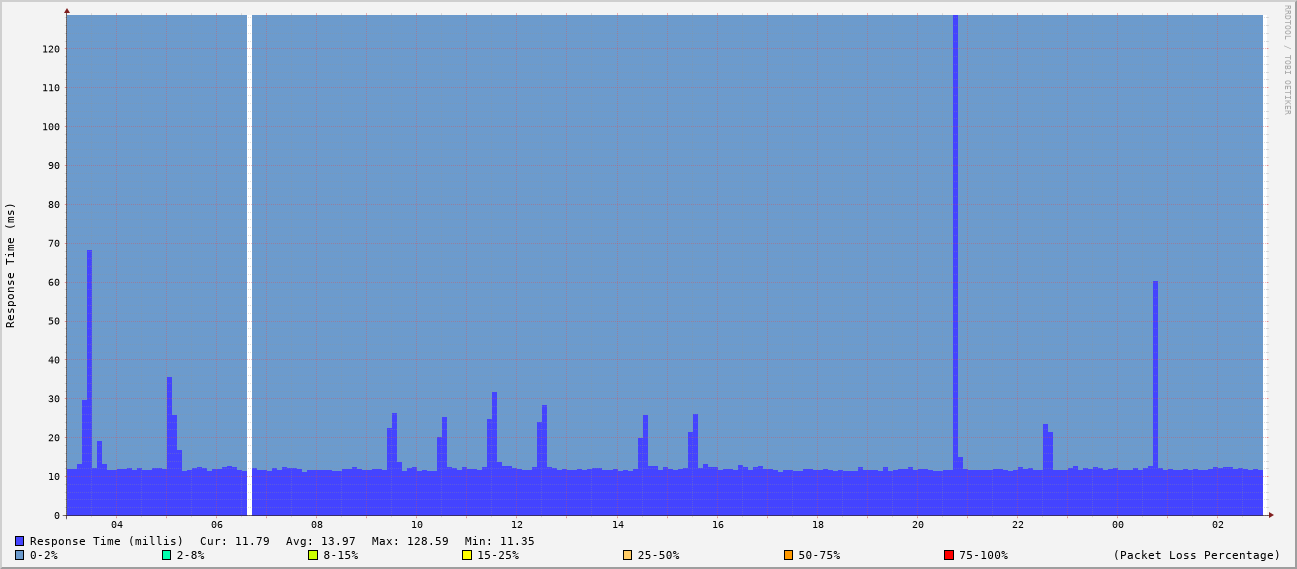 RRDTOOL / TOBI OETIKER
Response Time (ms)
120
110
100
90
80
70
60
50
40
30
20
10
0
04 06 08 10 12 14 16 18 20 22 00 02
Response Time (millis) Cur: 11.79 Avg: 13.97 Max: 128.59 Min: 11.35
0-2% 2-8% 8-15% 15-25% 25-50% 50-75% 75-100% (Packet Loss Percentage)